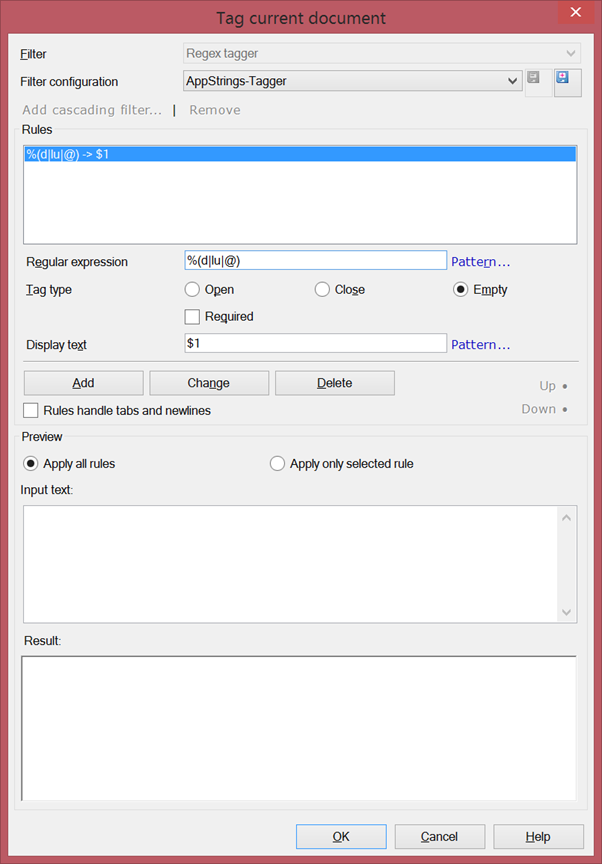 Tag current document
Filter
Regex tagger
Filter configuration
AppStrings-Tagger
Add cascading filter... | Remove
Rules
%(d|lu|@) -> $1
Regular expression %(d|lu|@) Pattern...
Tag type Open Close Empty
Required
Display text $1 Pattern...
Add Change Delete Up
Rules handle tabs and newlines Down
Preview
Apply all rules Apply only selected rule
Input text:
Result:
OK Cancel Help